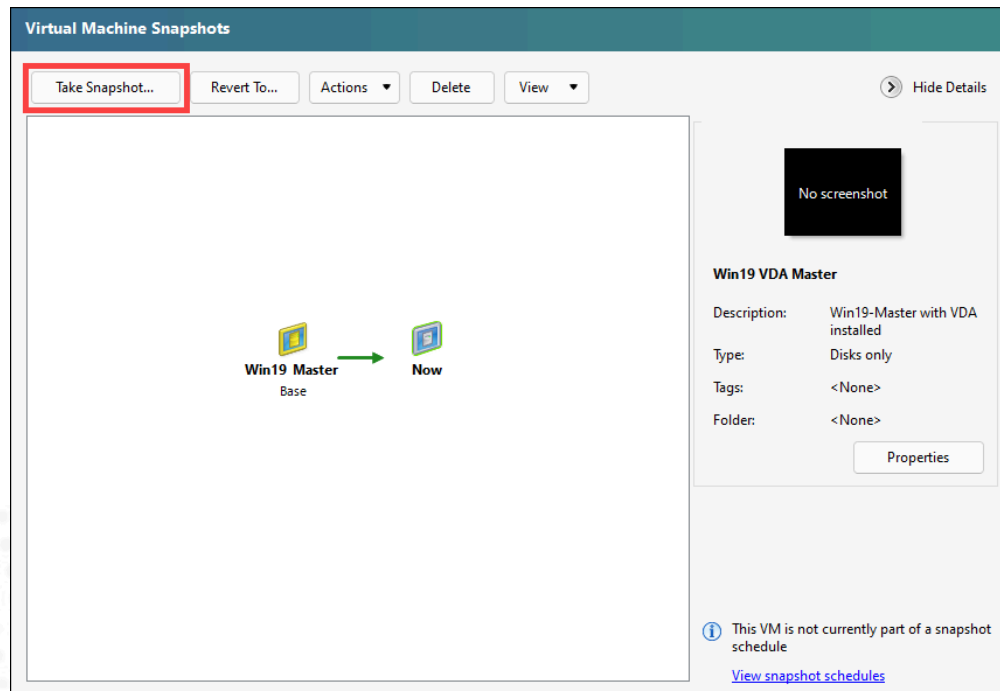 Virtual Machine Snapshots
Take Snapshot...
Revert To...
Actions
Delete
View
Hide Details
No screenshot
Win19 Master
Now
Base
Win19 VDA Master
Description: Win19-Master with VDA
installed
Type: Disks only
Tags: <None>
Folder: <None>
Properties
This VM is not currently part of a snapshot
schedule
View snapshot schedules